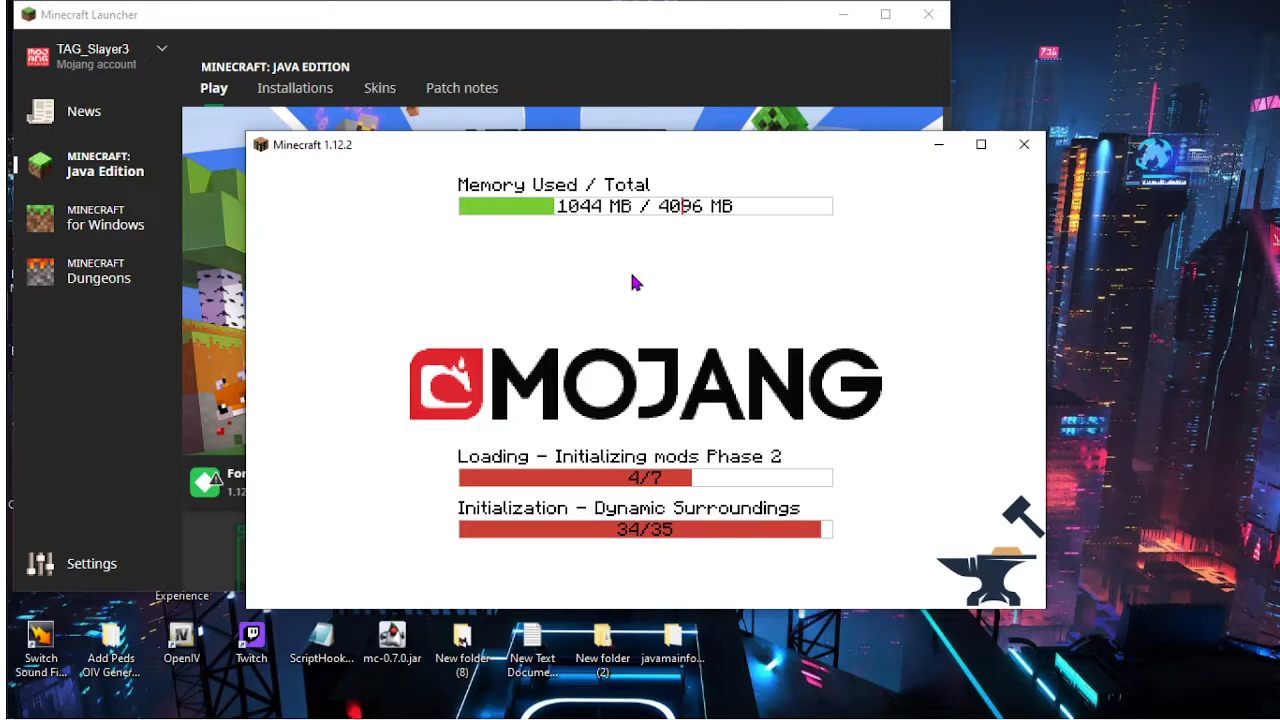 Minecraft Launcher
TAG_Slayer3
Mojang account
News
MINECRAFT:
Java Edition
MINECRAFT
for Windows
MINECRAFT
Dungeons
Settings
MINECRAFT: JAVA EDITION
Play
Installations
Skins
Patch notes
For
1.12
Minecraft 1.12.2
Memory Used / Total
1044 MB / 4096 MB
MOJANG
Loading - Initializing mods Phase 2
4/7
Initialization - Dynamic Surroundings
34/35
Experience
Switch
Sound Fi...
Add Peds
OIV Gener...
OpenIV
Twitch
ScriptHook...
mc-0.7.0.jar
New folder
(8)
New Text
Docume...
New folder
(2)
javamainfo...